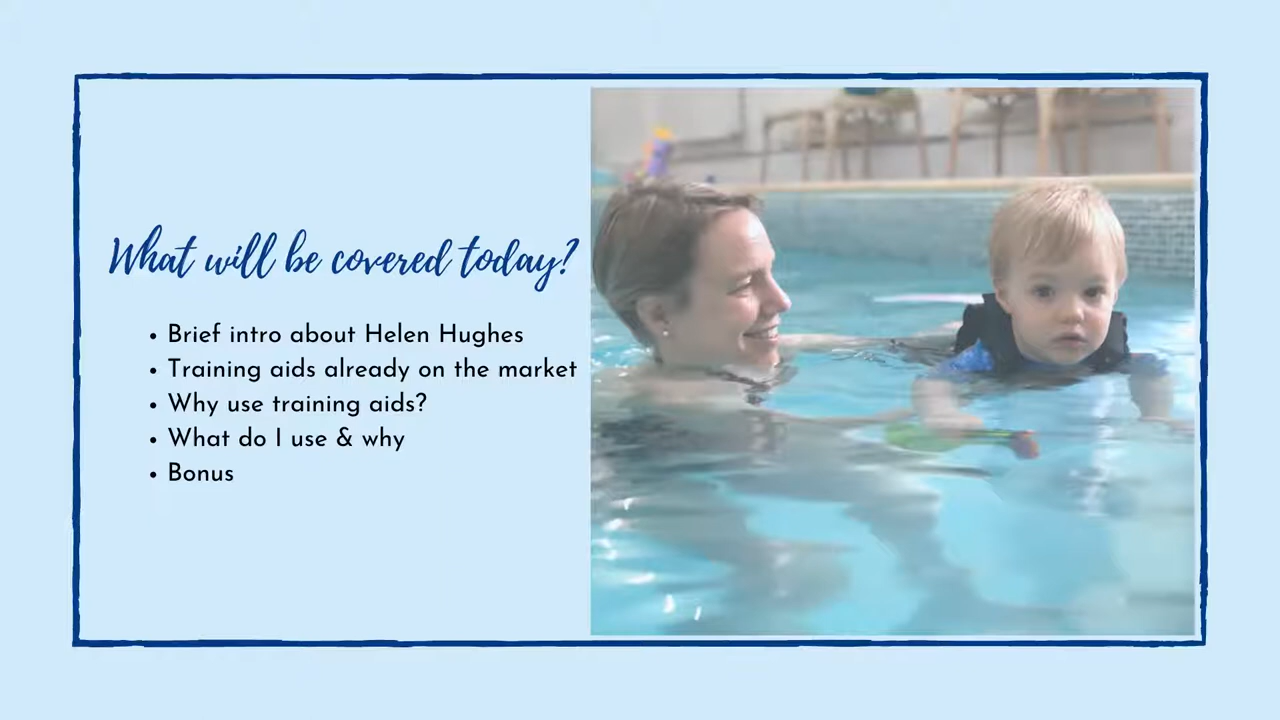 What will be covered today?
• Brief intro about Helen Hughes
• Training aids already on the market
• Why use training aids?
• What do I use & why
• Bonus